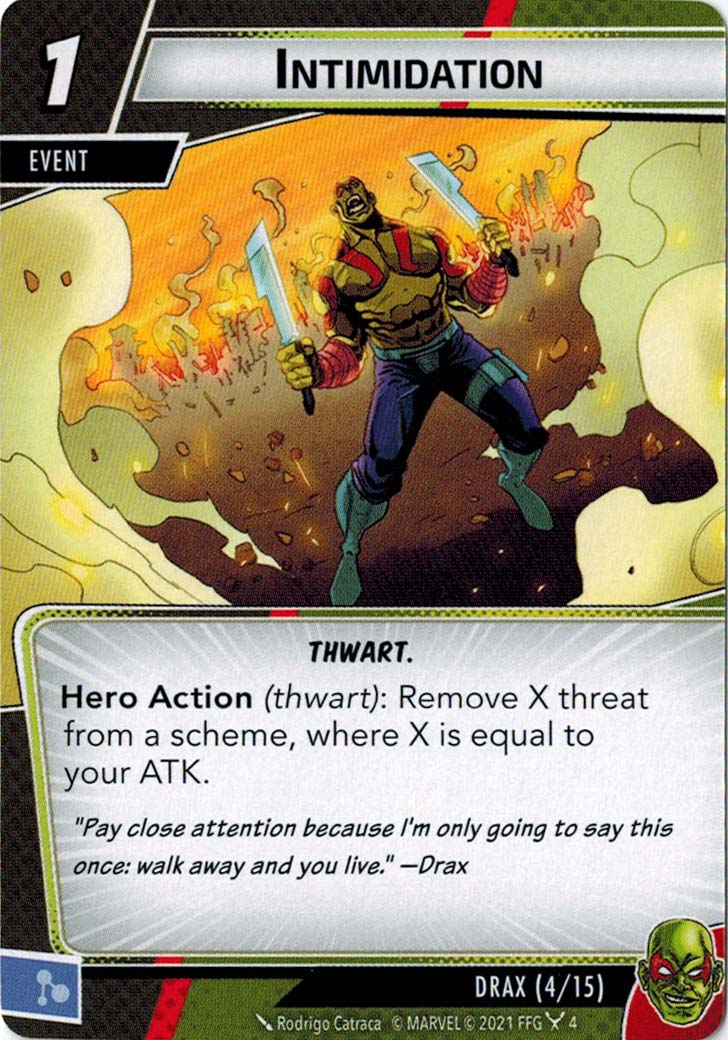 1
INTIMIDATION
EVENT
THWART.
Hero Action (thwart): Remove X threat
from a scheme, where X is equal to
your ATK.
"Pay close attention because I'm only going to say this
once: walk away and you live." —Drax
DRAX (4/15)
Rodrigo Catraca © MARVEL © 2021 FFG 4